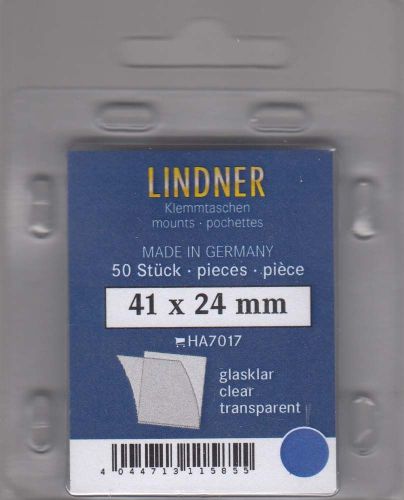 LINDNER
Klemmtaschen
mounts · pochettes
MADE IN GERMANY
50 Stück · pieces · pièce
41 x 24 mm
HA7017
glasklar
clear
transparent
4 044713 115855